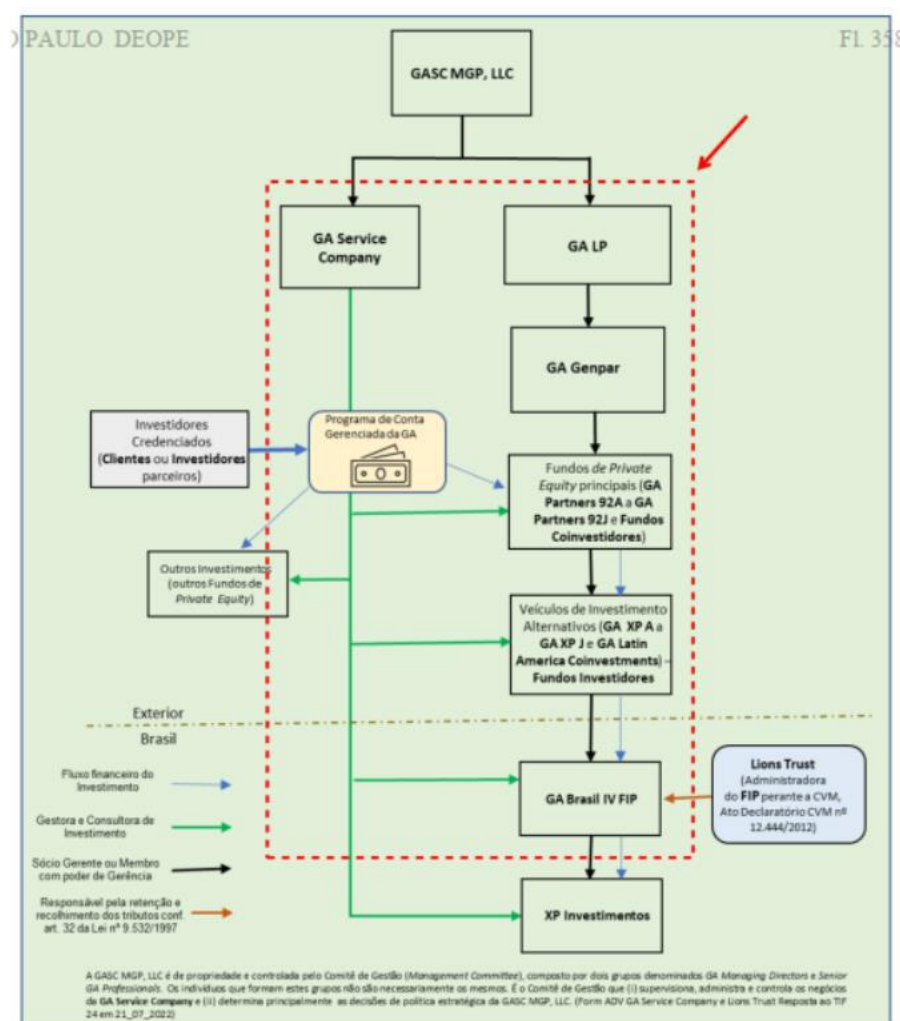 PAULO DEOPE
Fl. 358
GASC MGP, LLC
GA Service
Company
GA LP
GA Genpar
Investidores
Credenciados
(Clientes ou Investidores
parceiros)
Programa de Conta
Gerenciada da GA
Fundos de Private
Equity principais (GA
Partners 92A a GA
Partners 92J e Fundos
Coinvestidores)
Outros Investimentos
(outros Fundos de
Private Equity)
Veículos de Investimento
Alternativos (GA XP A a
GA XP J e GA Latin
America Coinvestments) –
Fundos Investidores
Exterior
Brasil
Fluxo financeiro do
Investimento
Gestora e Consultora de
Investimento
Sócio Gerente ou Membro
com poder de Gerência
Responsável pela retenção e
recolhimento dos tributos conf.
art. 32 da Lei nº 9.532/1997
GA Brasil IV FIP
Lions Trust
(Administradora
do FIP perante a CVM,
Ato Declaratório CVM nº
12.444/2012)
XP Investimentos
A GASC MGP, LLC é de propriedade e controlada pelo Comitê de Gestão (Management Committee), composto por dois grupos denominados GA Managing Directors e Senior
GA Professionals. Os indivíduos que formam estes grupos não são necessariamente os mesmos. É o Comitê de Gestão que (i) supervisiona, administra e controla os negócios
da GA Service Company e (ii) determina principalmente as decisões de política estratégica da GASC MGP, LLC. (Form ADV GA Service Company e Lions Trust Resposta ao TIF
24 em 21_07_2022)